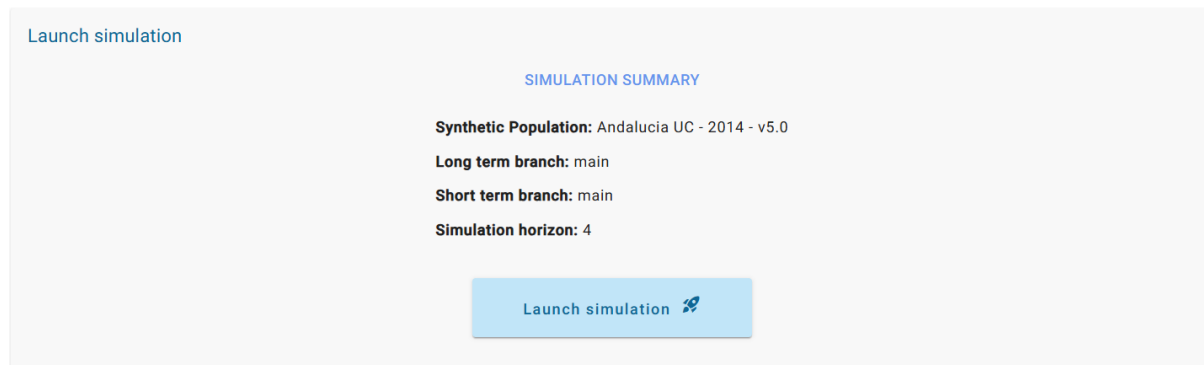 Launch simulation
SIMULATION SUMMARY
Synthetic Population: Andalucia UC - 2014 - v5.0
Long term branch: main
Short term branch: main
Simulation horizon: 4
Launch simulation